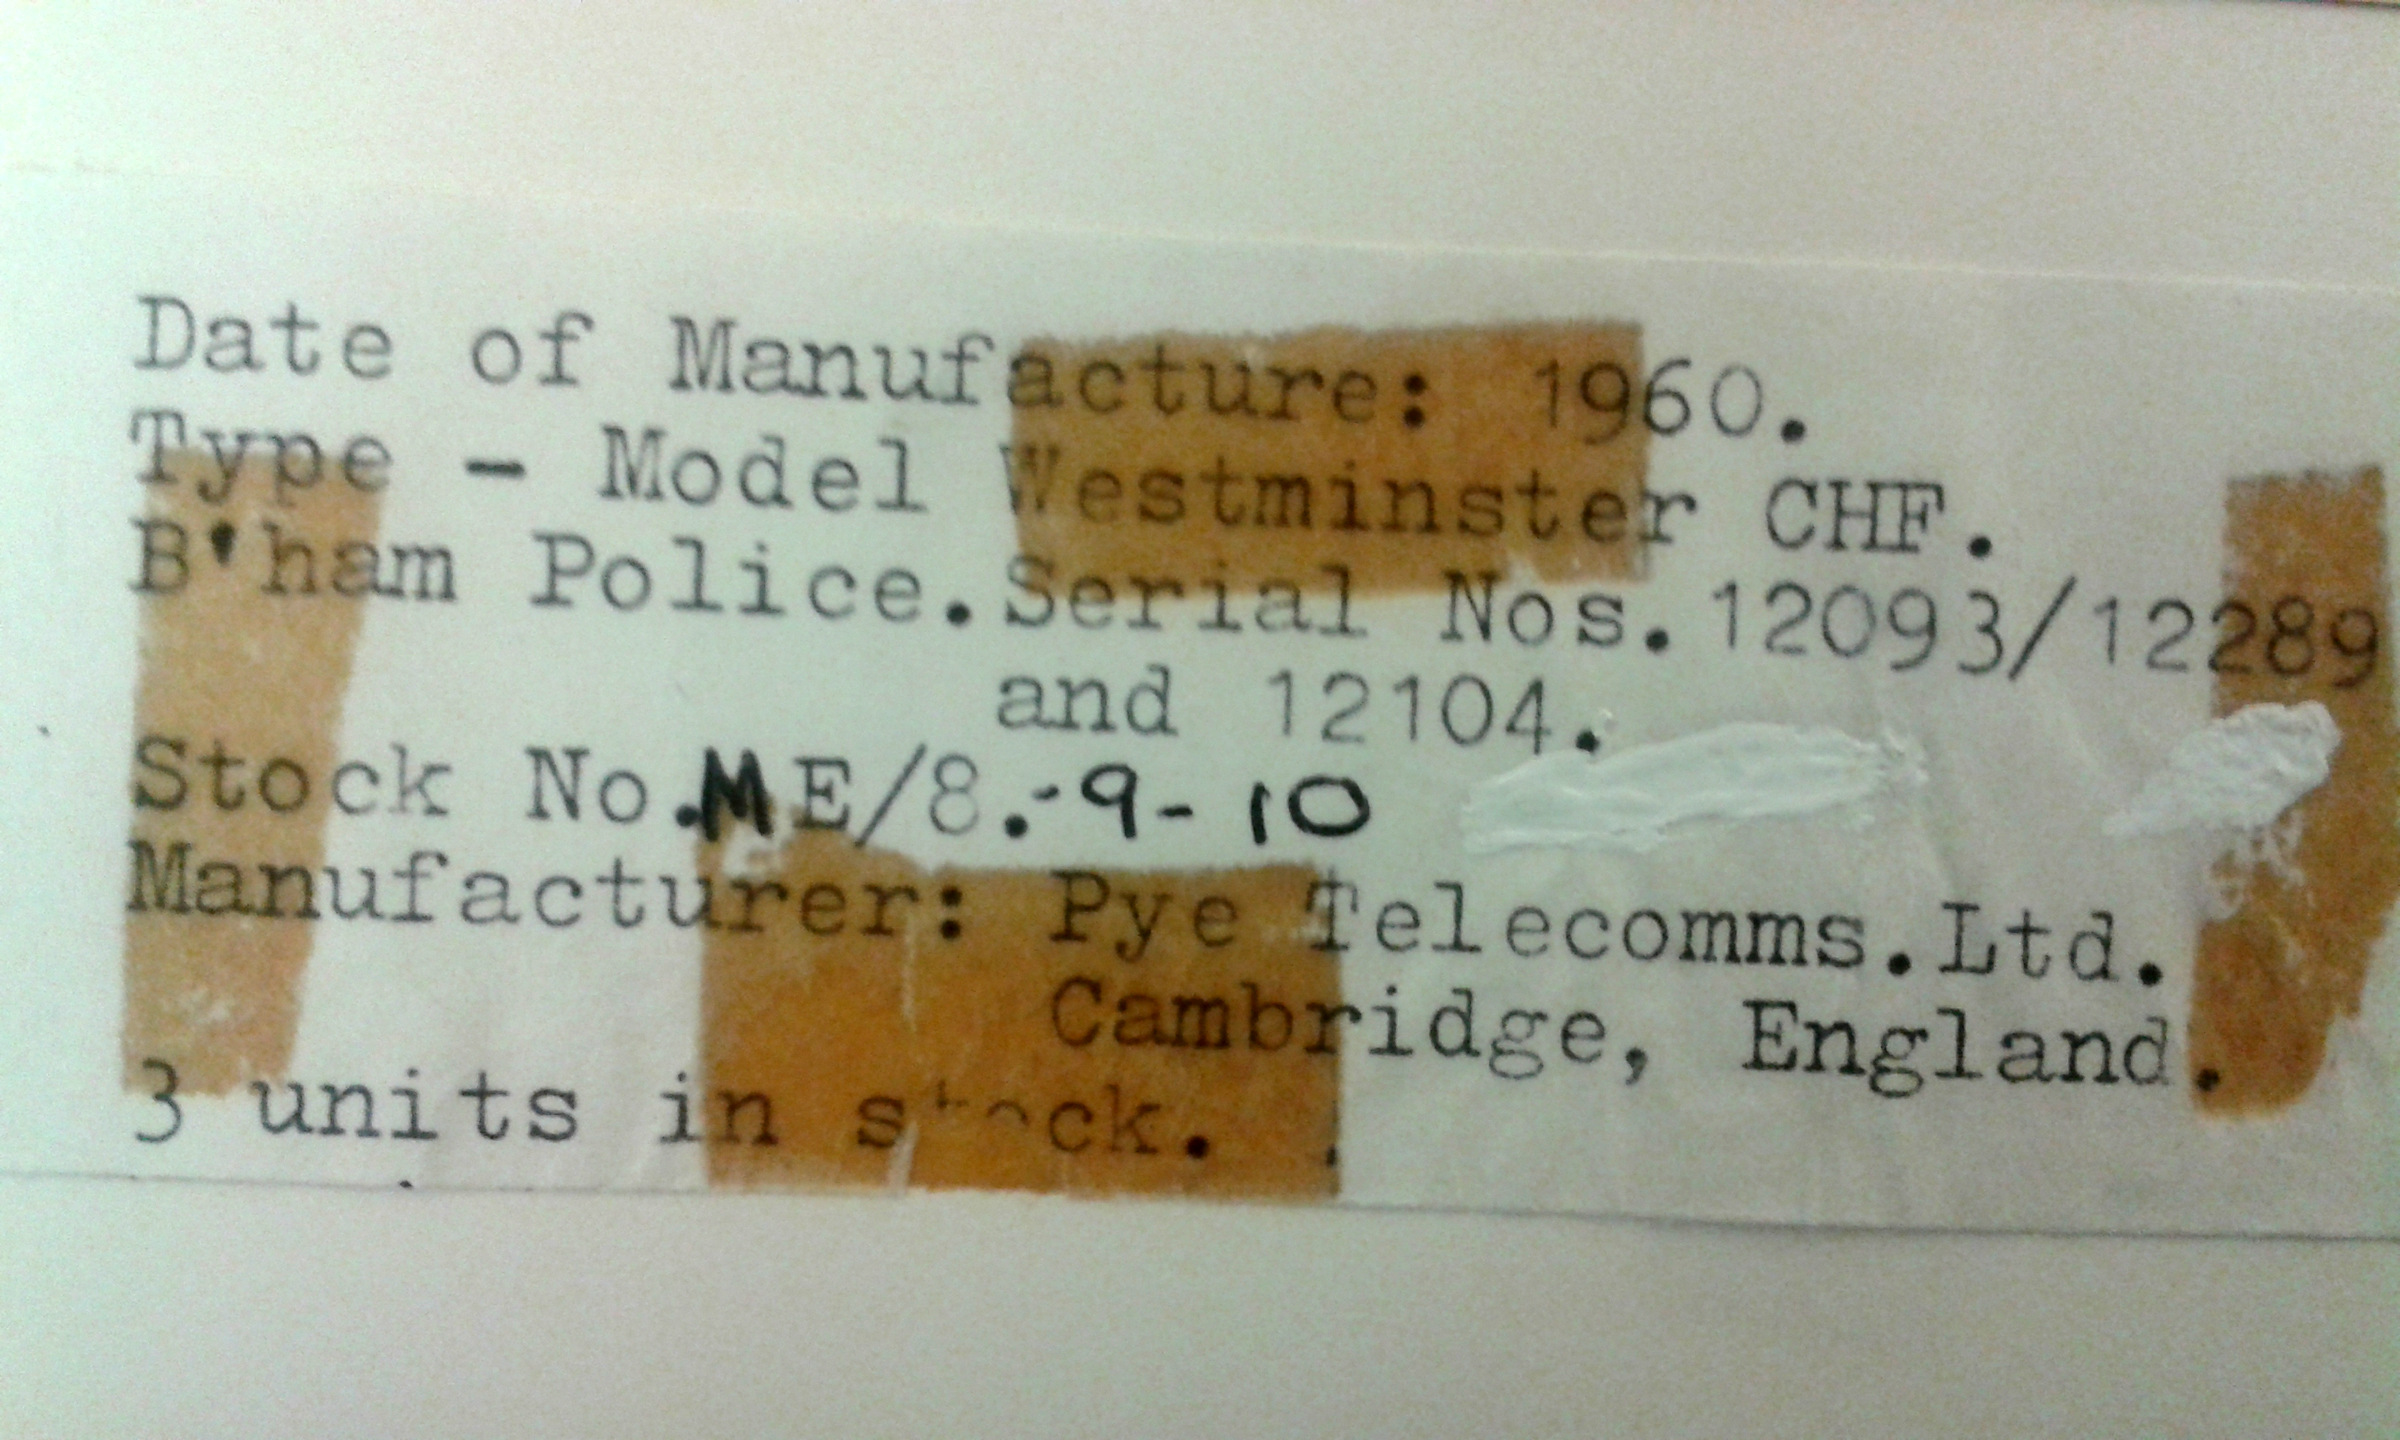 Date of Manufacture: 1960.
Type - Model Westminster CHF.
B'ham Police.Serial Nos.12093/12289
and 12104.
Stock No.ME/8.-9-10
Manufacturer: Pye Telecomms.Ltd.
Cambridge, England.
3 units in stock.